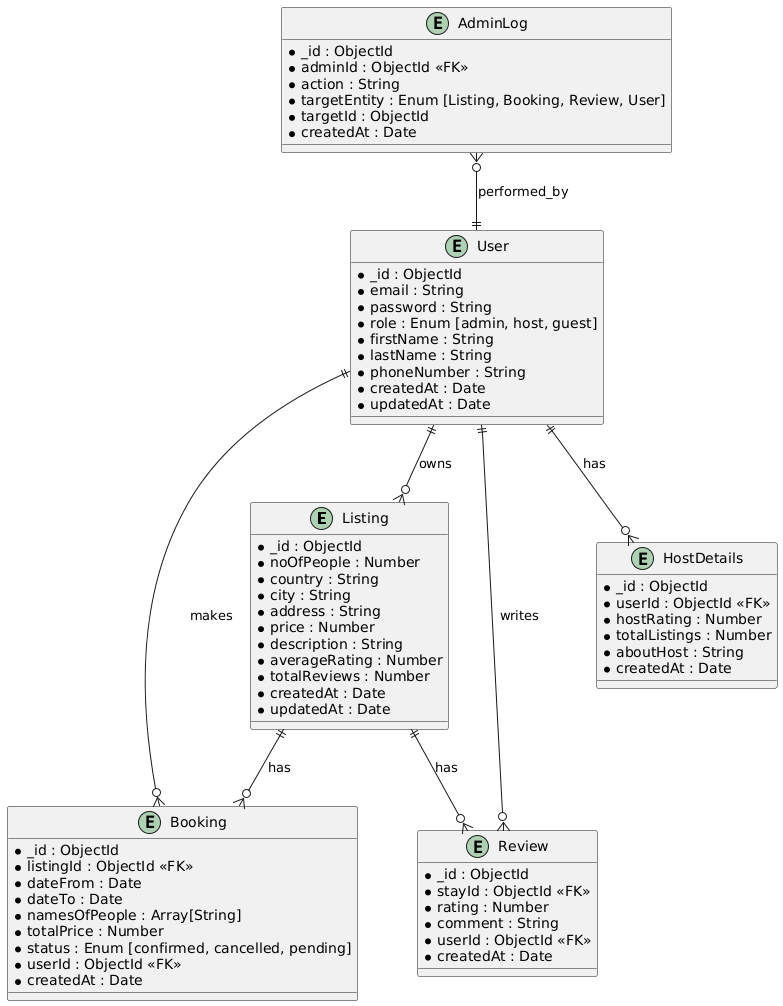 E AdminLog
_id : ObjectId
adminId : ObjectId «FK»
action : String
targetEntity : Enum [Listing, Booking, Review, User]
targetId : ObjectId
createdAt : Date
performed_by
E User
_id : ObjectId
email : String
password : String
role : Enum [admin, host, guest]
firstName : String
lastName : String
phoneNumber : String
createdAt : Date
updatedAt : Date
owns
has
E Listing
_id : ObjectId
noOfPeople : Number
country : String
city : String
address : String
price : Number
description : String
averageRating : Number
totalReviews : Number
createdAt : Date
updatedAt : Date
E HostDetails
_id : ObjectId
userId : ObjectId «FK»
hostRating : Number
totalListings : Number
aboutHost : String
createdAt : Date
makes
writes
has
has
E Booking
_id : ObjectId
listingId : ObjectId «FK»
dateFrom : Date
dateTo : Date
namesOfPeople : Array[String]
totalPrice : Number
status : Enum [confirmed, cancelled, pending]
userId : ObjectId «FK»
createdAt : Date
E Review
_id : ObjectId
stayId : ObjectId «FK»
rating : Number
comment : String
userId : ObjectId «FK»
createdAt : Date